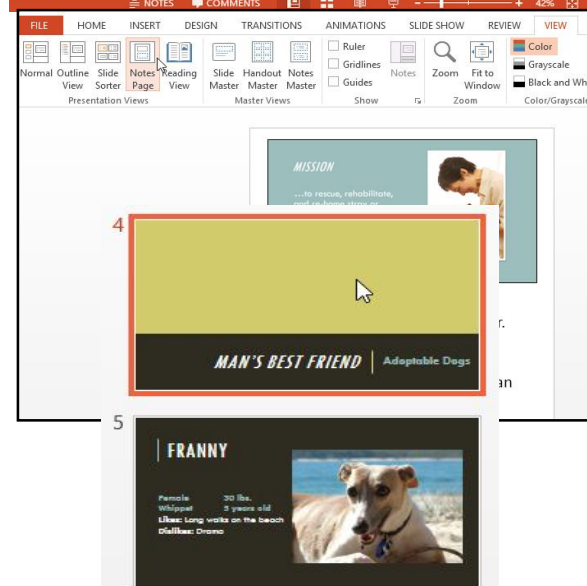 NOTES COMMENTS 42%
FILE HOME INSERT DESIGN TRANSITIONS ANIMATIONS SLIDE SHOW REVIEW VIEW
Normal Outline View Slide Sorter Notes Page Reading View Slide Master Handout Master Notes Master Ruler Gridlines Guides Notes Zoom Fit to Window Color Grayscale Black and Wh
Presentation Views Master Views Show Zoom Color/Grayscale
MISSION
...to rescue, rehabilitate,
and re-home stray or
4
r.
MAN'S BEST FRIEND Adoptable Dogs
an
5
FRANNY
Female 30 lbs.
Whippet 5 years old
Likes: Long walks on the beach
Dislikes: Drama